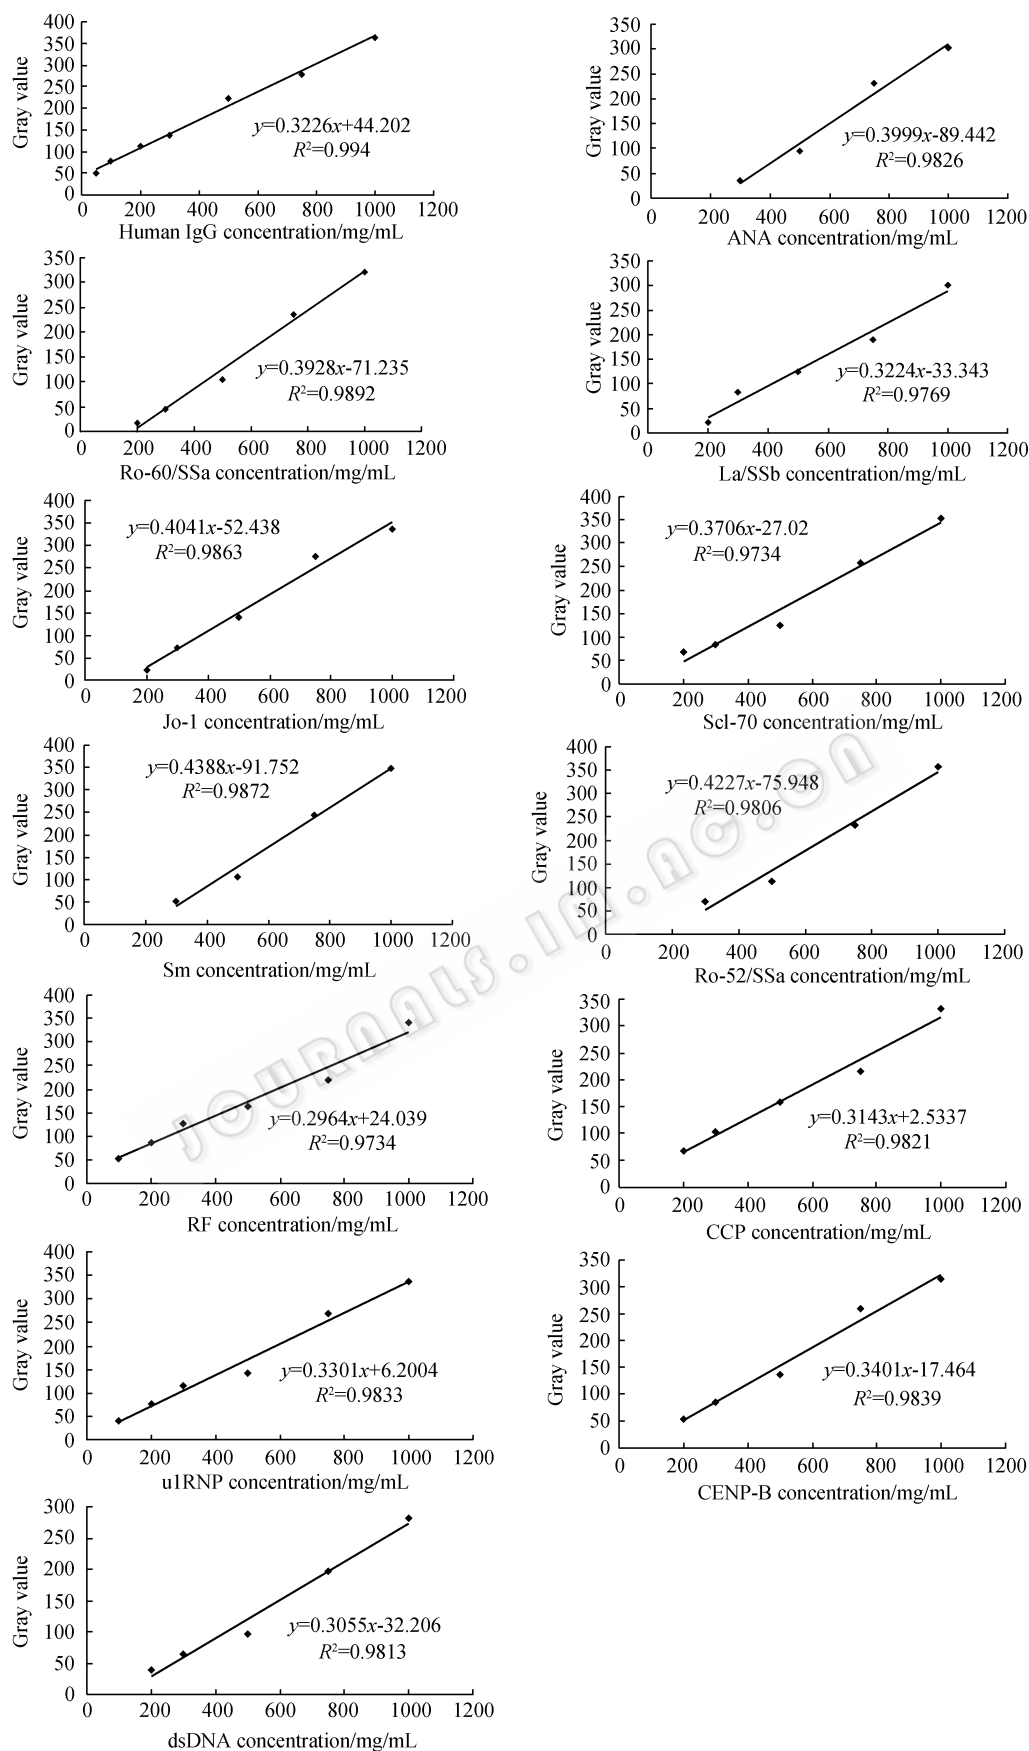 400
350
300
250
200
150
100
50
0
Gray value
y=0.3226x+44.202
R²=0.994
0 200 400 600 800 1000 1200
Human IgG concentration/mg/mL
350
300
250
200
150
100
50
0
Gray value
y=0.3999x-89.442
R²=0.9826
0 200 400 600 800 1000 1200
ANA concentration/mg/mL
350
300
250
200
150
100
50
0
Gray value
y=0.3928x-71.235
R²=0.9892
0 200 400 600 800 1000 1200
Ro-60/SSa concentration/mg/mL
350
300
250
200
150
100
50
0
Gray value
y=0.3224x-33.343
R²=0.9769
0 200 400 600 800 1000 1200
La/SSb concentration/mg/mL
400
350
300
250
200
150
100
50
0
Gray value
y=0.4041x-52.438
R²=0.9863
0 200 400 600 800 1000 1200
Jo-1 concentration/mg/mL
400
350
300
250
200
150
100
50
0
Gray value
y=0.3706x-27.02
R²=0.9734
0 200 400 600 800 1000 1200
Scl-70 concentration/mg/mL
400
350
300
250
200
150
100
50
0
Gray value
y=0.4388x-91.752
R²=0.9872
0 200 400 600 800 1000 1200
Sm concentration/mg/mL
400
350
300
250
200
150
100
50
0
Gray value
y=0.4227x-75.948
R²=0.9806
0 200 400 600 800 1000 1200
Ro-52/SSa concentration/mg/mL
400
350
300
250
200
150
100
50
0
Gray value
y=0.2964x+24.039
R²=0.9734
0 200 400 600 800 1000 1200
RF concentration/mg/mL
350
300
250
200
150
100
50
0
Gray value
y=0.3143x+2.5337
R²=0.9821
0 200 400 600 800 1000 1200
CCP concentration/mg/mL
400
350
300
250
200
150
100
50
0
Gray value
y=0.3301x+6.2004
R²=0.9833
0 200 400 600 800 1000 1200
u1RNP concentration/mg/mL
350
300
250
200
150
100
50
0
Gray value
y=0.3401x-17.464
R²=0.9839
0 200 400 600 800 1000 1200
CENP-B concentration/mg/mL
300
250
200
150
100
50
0
Gray value
y=0.3055x-32.206
R²=0.9813
0 200 400 600 800 1000 1200
dsDNA concentration/mg/mL
JOURNALS.IM.AC.CN